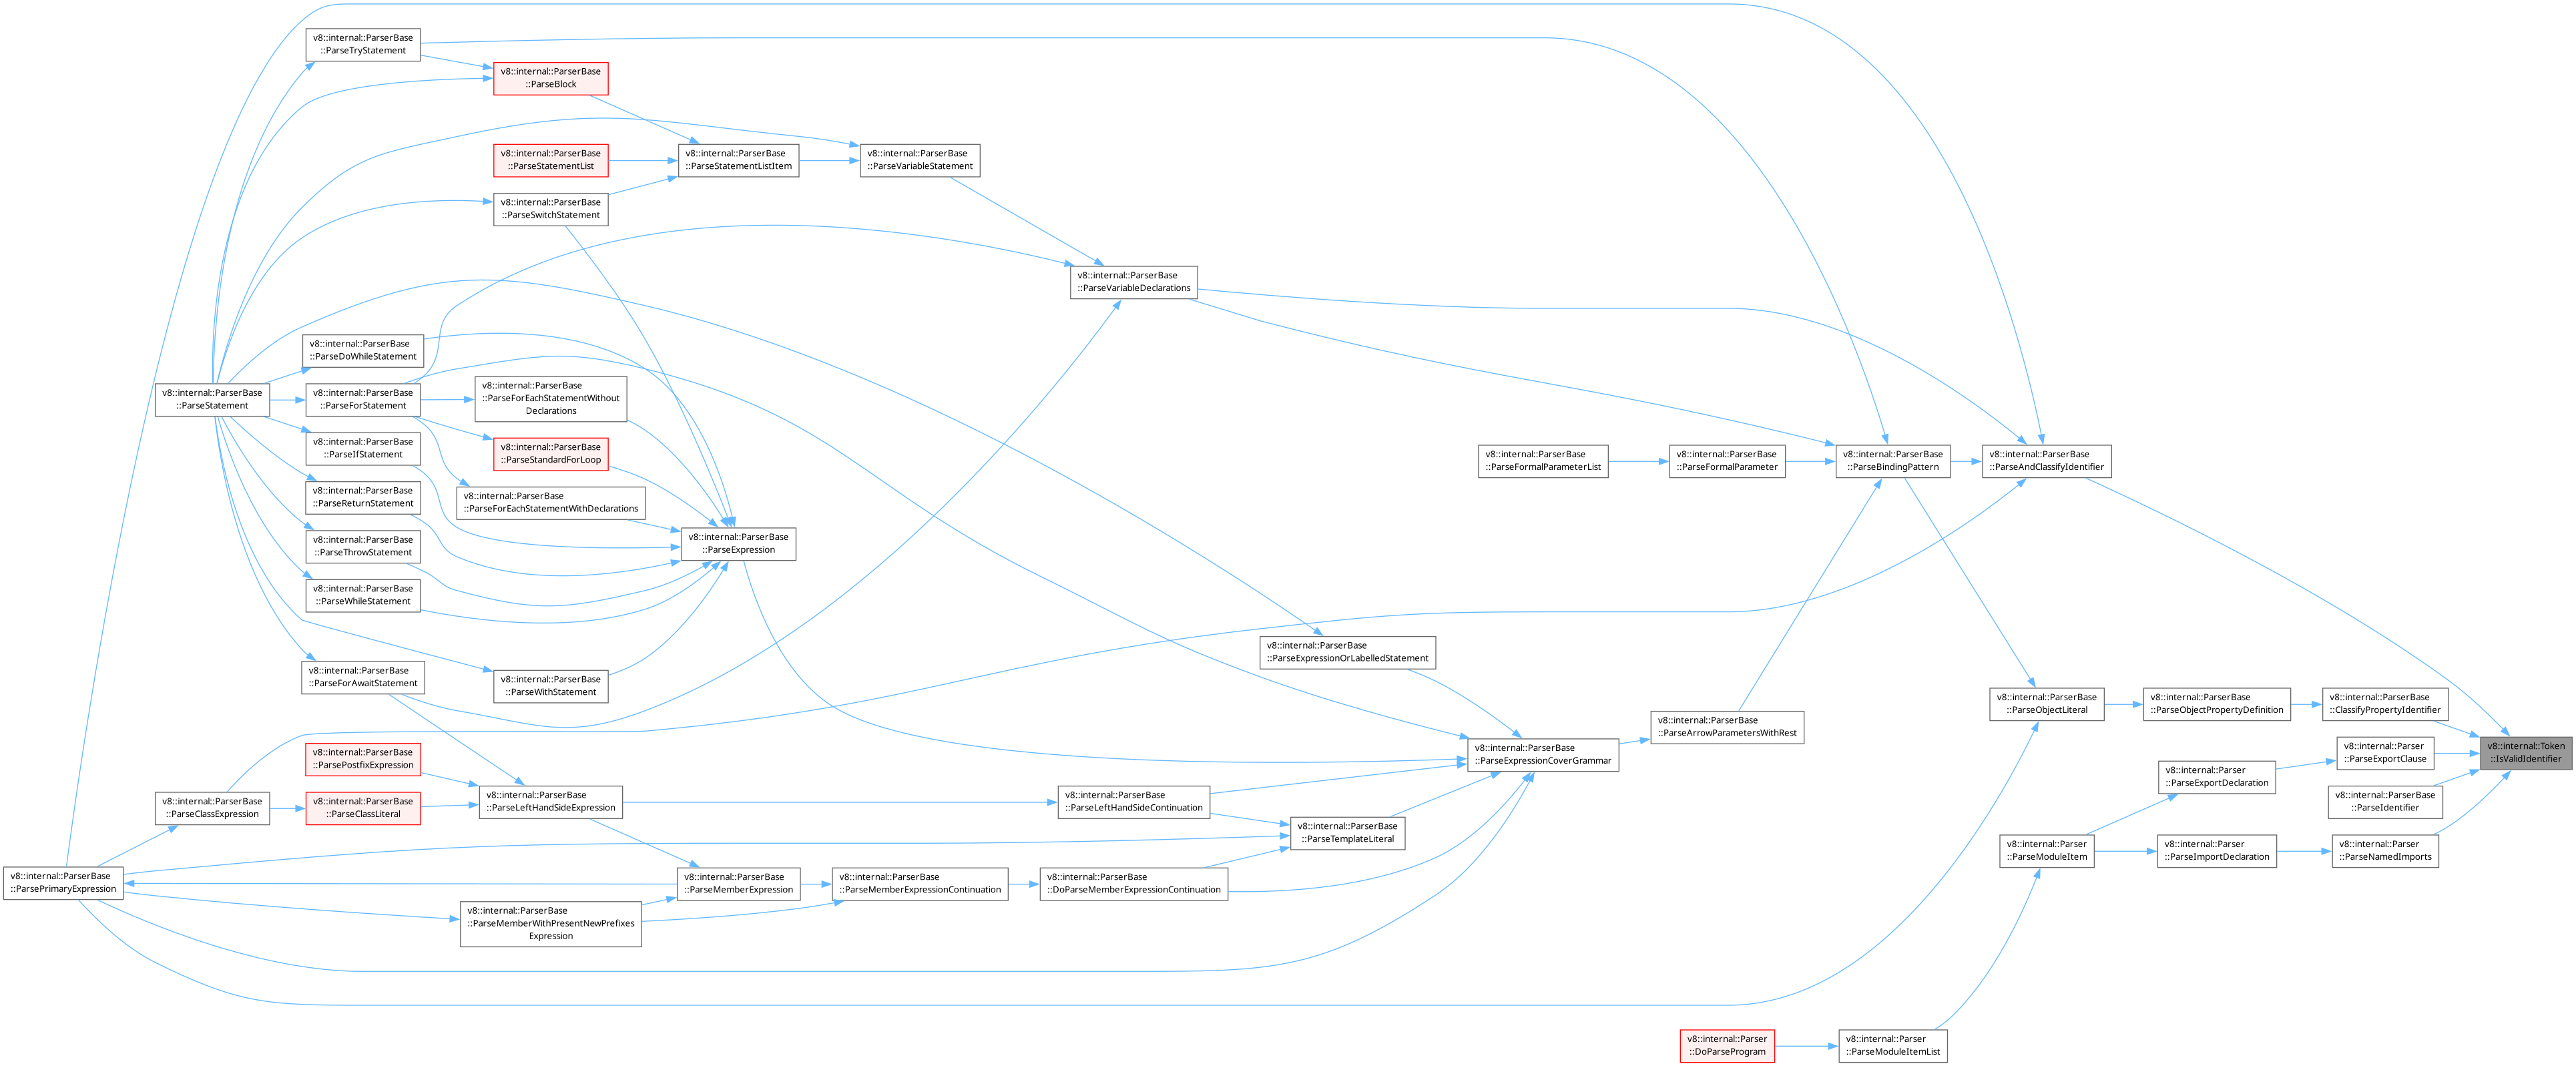 v8::internal::ParserBase
::ParseTryStatement
v8::internal::ParserBase
::ParseBlock
v8::internal::ParserBase
::ParseStatementList
v8::internal::ParserBase
::ParseStatementListItem
v8::internal::ParserBase
::ParseVariableStatement
v8::internal::ParserBase
::ParseSwitchStatement
v8::internal::ParserBase
::ParseVariableDeclarations
v8::internal::ParserBase
::ParseDoWhileStatement
v8::internal::ParserBase
::ParseStatement
v8::internal::ParserBase
::ParseForStatement
v8::internal::ParserBase
::ParseForEachStatementWithout
Declarations
v8::internal::ParserBase
::ParseIfStatement
v8::internal::ParserBase
::ParseStandardForLoop
v8::internal::ParserBase
::ParseFormalParameterList
v8::internal::ParserBase
::ParseFormalParameter
v8::internal::ParserBase
::ParseBindingPattern
v8::internal::ParserBase
::ParseAndClassifyIdentifier
v8::internal::ParserBase
::ParseReturnStatement
v8::internal::ParserBase
::ParseForEachStatementWithDeclarations
v8::internal::ParserBase
::ParseThrowStatement
v8::internal::ParserBase
::ParseExpression
v8::internal::ParserBase
::ParseWhileStatement
v8::internal::ParserBase
::ParseExpressionOrLabelledStatement
v8::internal::ParserBase
::ParseForAwaitStatement
v8::internal::ParserBase
::ParseWithStatement
v8::internal::ParserBase
::ParseObjectLiteral
v8::internal::ParserBase
::ParseObjectPropertyDefinition
v8::internal::ParserBase
::ClassifyPropertyIdentifier
v8::internal::ParserBase
::ParseArrowParametersWithRest
v8::internal::ParserBase
::ParsePostfixExpression
v8::internal::ParserBase
::ParseExpressionCoverGrammar
v8::internal::Parser
::ParseExportClause
v8::internal::Token
::IsValidIdentifier
v8::internal::Parser
::ParseExportDeclaration
v8::internal::ParserBase
::ParseIdentifier
v8::internal::ParserBase
::ParseClassExpression
v8::internal::ParserBase
::ParseClassLiteral
v8::internal::ParserBase
::ParseLeftHandSideExpression
v8::internal::ParserBase
::ParseLeftHandSideContinuation
v8::internal::ParserBase
::ParseTemplateLiteral
v8::internal::Parser
::ParseModuleItem
v8::internal::Parser
::ParseImportDeclaration
v8::internal::Parser
::ParseNamedImports
v8::internal::ParserBase
::ParsePrimaryExpression
v8::internal::ParserBase
::ParseMemberExpression
v8::internal::ParserBase
::ParseMemberExpressionContinuation
v8::internal::ParserBase
::DoParseMemberExpressionContinuation
v8::internal::ParserBase
::ParseMemberWithPresentNewPrefixes
Expression
v8::internal::Parser
::DoParseProgram
v8::internal::Parser
::ParseModuleItemList